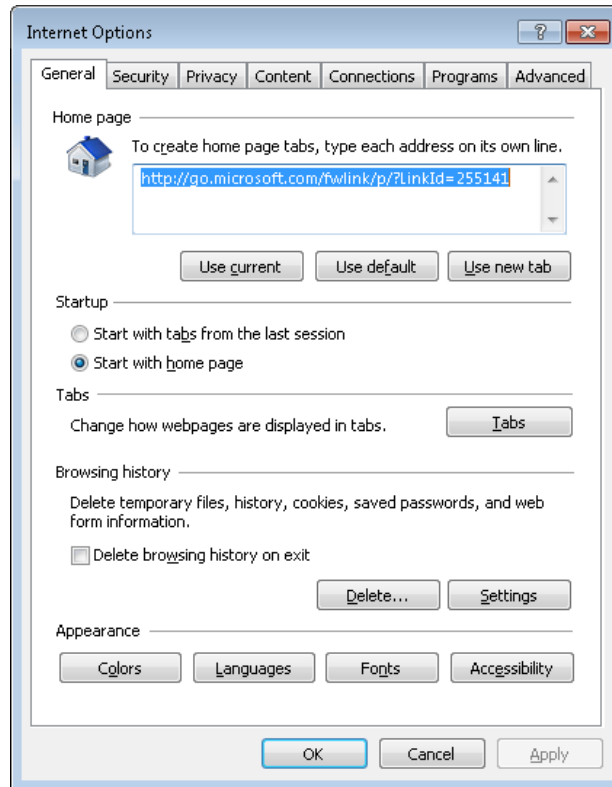 Internet Options
General Security Privacy Content Connections Programs Advanced
Home page
To create home page tabs, type each address on its own line.
http://go.microsoft.com/fwlink/p/?LinkId=255141
Use current Use default Use new tab
Startup
Start with tabs from the last session
Start with home page
Tabs
Change how webpages are displayed in tabs. Tabs
Browsing history
Delete temporary files, history, cookies, saved passwords, and web
form information.
Delete browsing history on exit
Delete... Settings
Appearance
Colors Languages Fonts Accessibility
OK Cancel Apply